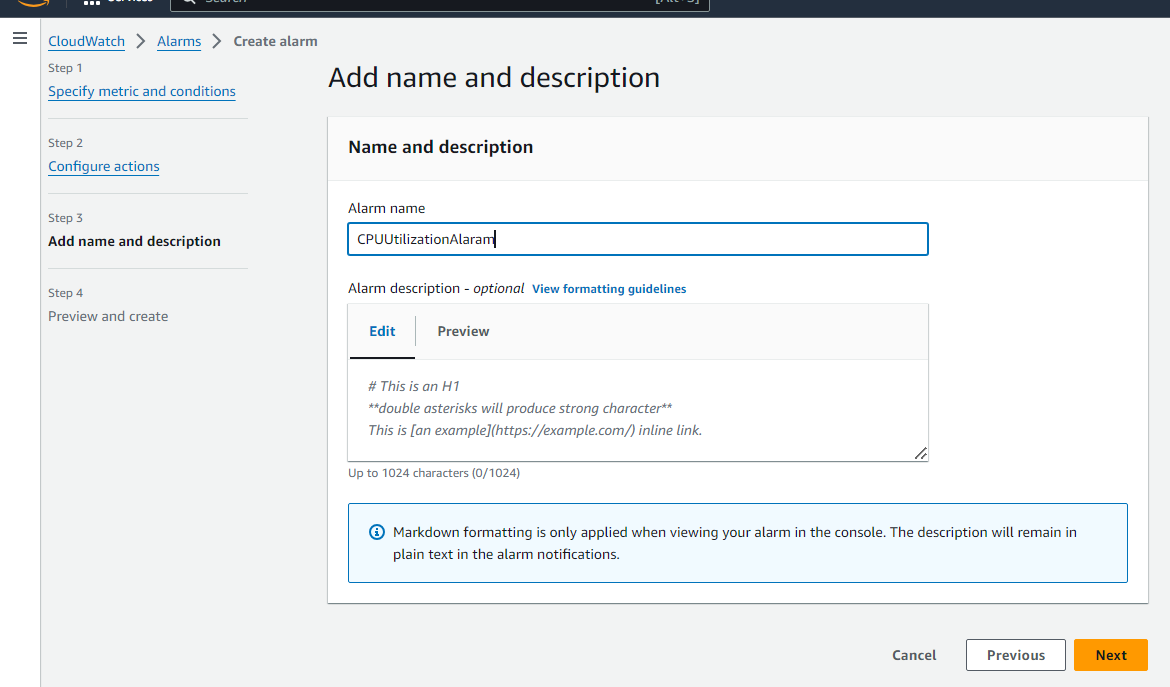 Services Search [Alt+S]
CloudWatch Alarms Create alarm
Step 1
Specify metric and conditions
Step 2
Configure actions
Step 3
Add name and description
Step 4
Preview and create
Add name and description
Name and description
Alarm name
CPUUtilizationAlaram
Alarm description - optional View formatting guidelines
Edit Preview
# This is an H1
**double asterisks will produce strong character**
This is [an example](https://example.com/) inline link.
Up to 1024 characters (0/1024)
Markdown formatting is only applied when viewing your alarm in the console. The description will remain in
plain text in the alarm notifications.
Cancel Previous Next